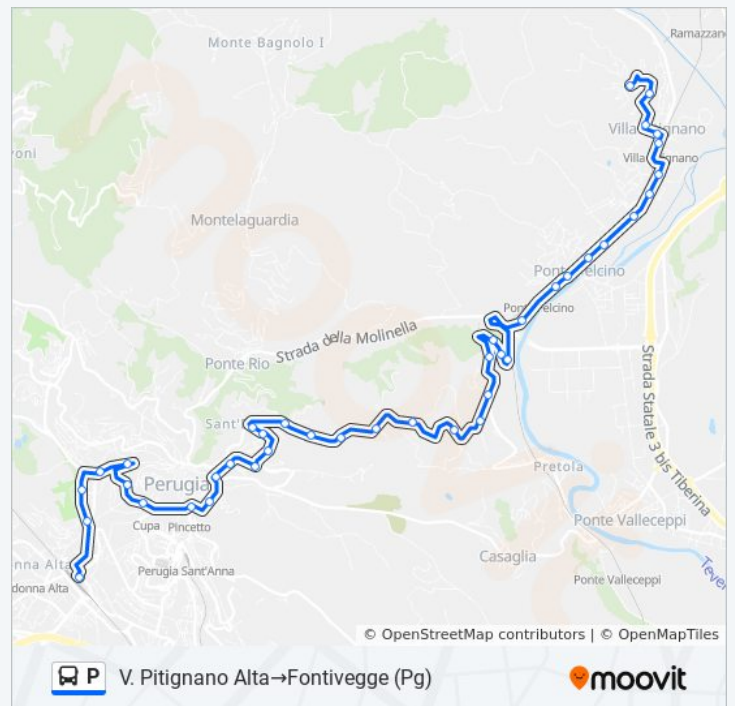 Monte Bagnolo I
Ramazzano
voni
Villa Pitignano
Villa Pitignano
Montelaguardia
Ponte Felcino
Ponte Felcino
Strada della Molinella
Ponte Rio
Strada Statale 3 bis Tiberina
Sant'
Pretola
Perugia
Ponte Valleceppi
Cupa
Pincetto
Casaglia
nna Alta
Perugia Sant'Anna
donna Alta
Ponte Valleceppi
Teve
© OpenStreetMap contributors | © OpenMapTiles
P V. Pitignano Alta→Fontivegge (Pg)
moovit